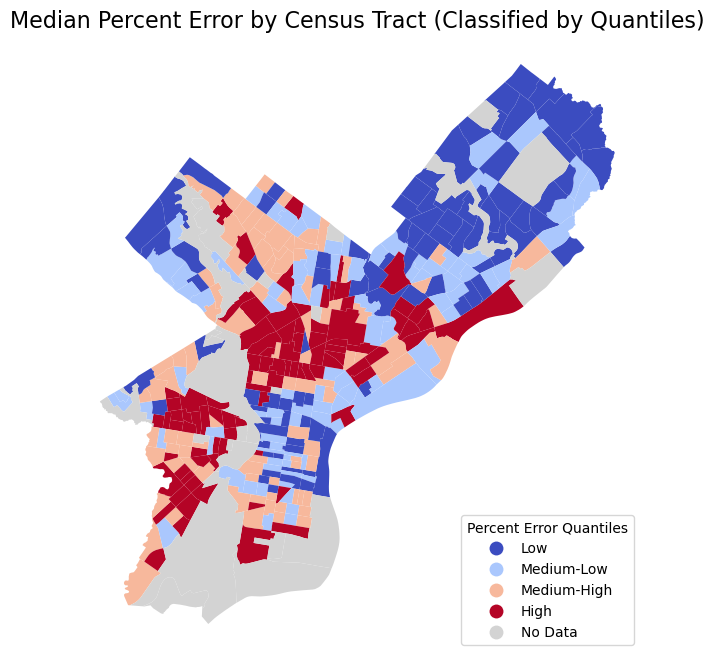 Median Percent Error by Census Tract (Classified by Quantiles)
Percent Error Quantiles
Low
Medium-Low
Medium-High
High
No Data